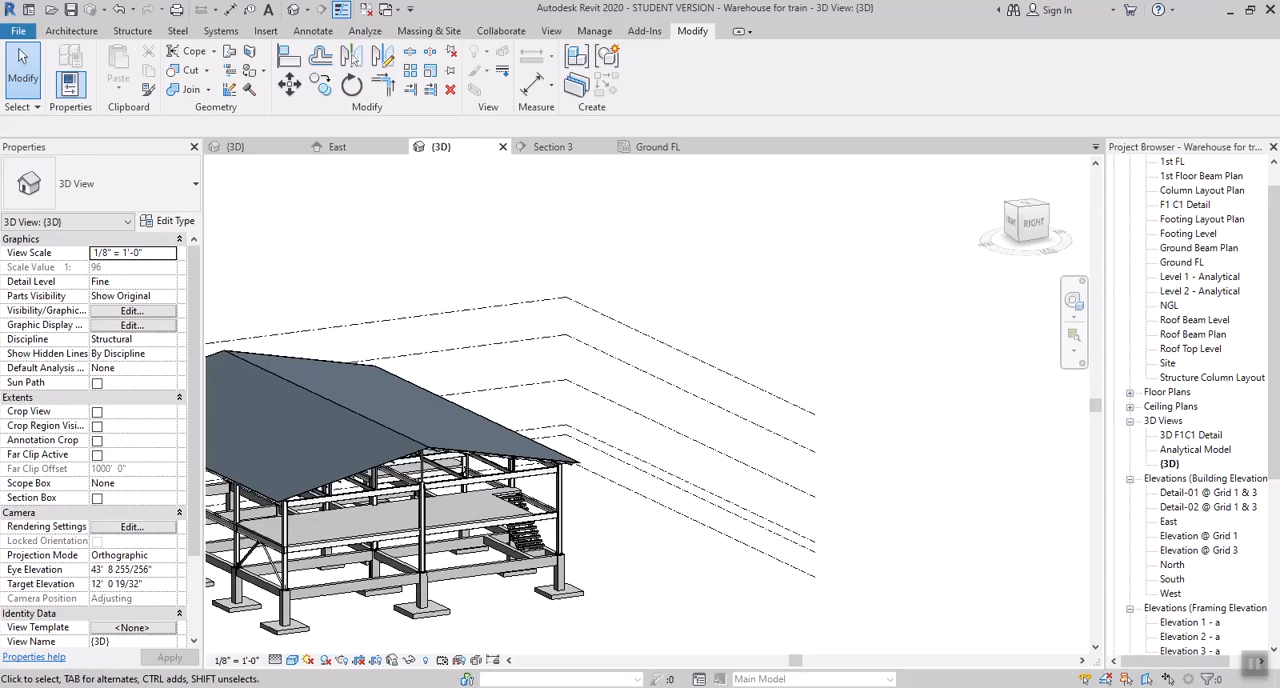 Autodesk Revit 2020 - STUDENT VERSION - Warehouse for train - 3D View: {3D}
Sign In
File Architecture Structure Steel Systems Insert Annotate Analyze Massing & Site Collaborate View Manage Add-Ins Modify
Modify
Paste
Cope
Cut
Join
Select Properties Clipboard Geometry Modify View Measure Create
Properties
{3D} East {3D} Section 3 Ground FL
Project Browser - Warehouse for tr...
3D View
3D View: {3D} Edit Type
Graphics
View Scale 1/8" = 1'-0"
Scale Value 1: 96
Detail Level Fine
Parts Visibility Show Original
Visibility/Graphic... Edit...
Graphic Display ... Edit...
Discipline Structural
Show Hidden Lines By Discipline
Default Analysis ... None
Sun Path
Extents
Crop View
Crop Region Visi...
Annotation Crop
Far Clip Active
Far Clip Offset 1000' 0"
Scope Box None
Section Box
Camera
Rendering Settings Edit...
Locked Orientation
Projection Mode Orthographic
Eye Elevation 43' 8 255/256"
Target Elevation 12' 0 19/32"
Camera Position Adjusting
Identity Data
View Template <None>
View Name {3D}
Properties help Apply
RIGHT
1st FL
1st Floor Beam Plan
Column Layout Plan
F1 C1 Detail
Footing Layout Plan
Footing Level
Ground Beam Plan
Ground FL
Level 1 - Analytical
Level 2 - Analytical
NGL
Roof Beam Level
Roof Beam Plan
Roof Top Level
Site
Structure Column Layout
Floor Plans
Ceiling Plans
3D Views
3D F1C1 Detail
Analytical Model
{3D}
Elevations (Building Elevation
Detail-01 @ Grid 1 & 3
Detail-02 @ Grid 1 & 3
East
Elevation @ Grid 1
Elevation @ Grid 3
North
South
West
Elevations (Framing Elevation
Elevation 1 - a
Elevation 2 - a
Elevation 3 - a
1/8" = 1'-0"
Click to select, TAB for alternates, CTRL adds, SHIFT unselects.
:0
Main Model
:0